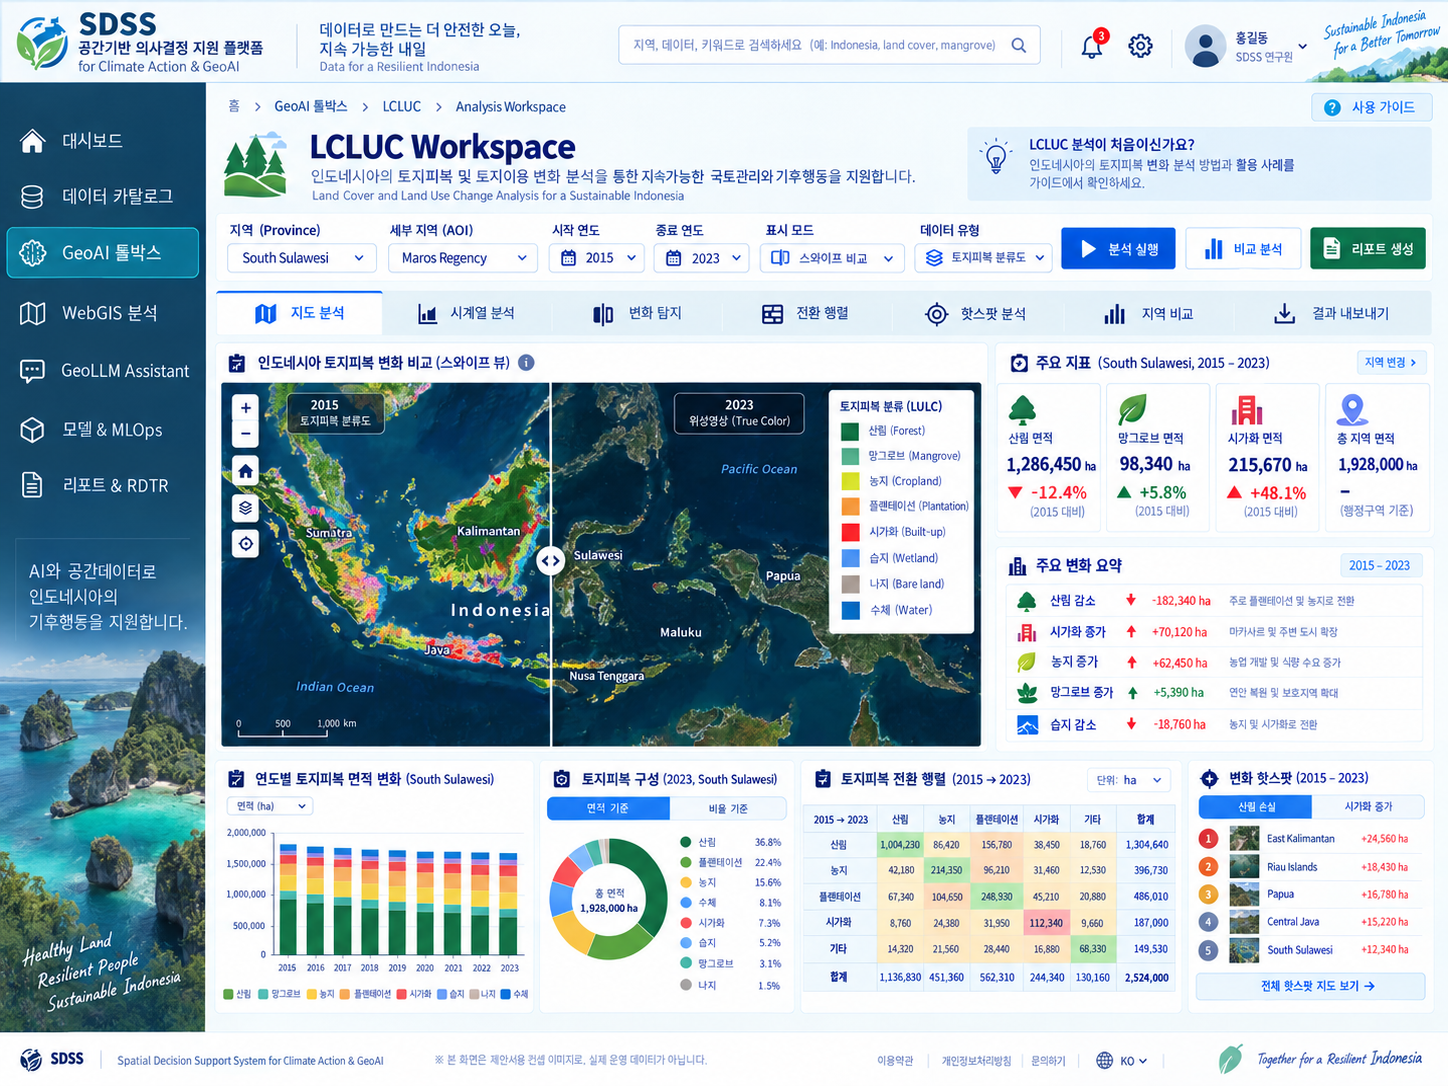 SDSS
공간기반 의사결정 지원 플랫폼
for Climate Action & GeoAI
데이터로 만드는 더 안전한 오늘,
지속 가능한 내일
Data for a Resilient Indonesia
지역, 데이터, 키워드로 검색하세요 (예: Indonesia, land cover, mangrove)
3
홍길동
SDSS 연구원
Sustainable Indonesia
for a Better Tomorrow
대시보드
데이터 카탈로그
GeoAI 툴박스
WebGIS 분석
GeoLLM Assistant
모델 & MLOps
리포트 & RDTR
AI와 공간데이터로
인도네시아의
기후행동을 지원합니다.
Healthy Land
Resilient People
Sustainable Indonesia
홈 > GeoAI 툴박스 > LCLUC > Analysis Workspace
? 사용 가이드
LCLUC Workspace
인도네시아의 토지피복 및 토지이용 변화 분석을 통한 지속가능한 국토관리와 기후행동을 지원합니다.
Land Cover and Land Use Change Analysis for a Sustainable Indonesia
LCLUC 분석이 처음이신가요?
인도네시아의 토지피복 변화 분석 방법과 활용 사례를
가이드에서 확인하세요.
지역 (Province) 세부 지역 (AOI) 시작 연도 종료 연도 표시 모드 데이터 유형
South Sulawesi Maros Regency 2015 2023 스와이프 비교 토지피복 분류도 분석 실행 비교 분석 리포트 생성
지도 분석 시계열 분석 변화 탐지 전환 행렬 핫스팟 분석 지역 비교 결과 내보내기
인도네시아 토지피복 변화 비교 (스와이프 뷰) i
+
−
2015
토지피복 분류도
2023
위성영상 (True Color)
Pacific Ocean
Sumatra
Kalimantan
Sulawesi
Papua
Indonesia
Maluku
Java
Nusa Tenggara
Indian Ocean
0 500 1,000 km
토지피복 분류 (LULC)
산림 (Forest)
망그로브 (Mangrove)
농지 (Cropland)
플랜테이션 (Plantation)
시가화 (Built-up)
습지 (Wetland)
나지 (Bare land)
수체 (Water)
주요 지표 (South Sulawesi, 2015 – 2023) 지역 변경 >
산림 면적
1,286,450 ha
▼ -12.4%
(2015 대비)
망그로브 면적
98,340 ha
▲ +5.8%
(2015 대비)
시가화 면적
215,670 ha
▲ +48.1%
(2015 대비)
총 지역 면적
1,928,000 ha
–
(행정구역 기준)
주요 변화 요약 2015 – 2023
산림 감소 -182,340 ha 주로 플랜테이션 및 농지로 전환
시가화 증가 +70,120 ha 마카사르 및 주변 도시 확장
농지 증가 +62,450 ha 농업 개발 및 식량 수요 증가
망그로브 증가 +5,390 ha 연안 복원 및 보호지역 확대
습지 감소 -18,760 ha 농지 및 시가화로 전환
연도별 토지피복 면적 변화 (South Sulawesi)
면적 (ha)
2,000,000
1,500,000
1,000,000
500,000
0
2015 2016 2017 2018 2019 2020 2021 2022 2023
산림 망그로브 농지 플랜테이션 시가화 습지 나지 수체
토지피복 구성 (2023, South Sulawesi)
면적 기준 비율 기준
홍 면적
1,928,000 ha
산림 36.8%
플랜테이션 22.4%
농지 15.6%
수체 8.1%
시가화 7.3%
습지 5.2%
망그로브 3.1%
나지 1.5%
토지피복 전환 행렬 (2015 → 2023) 단위: ha
2015 → 2023 산림 농지 플랜테이션 시가화 기타 합계
산림 1,004,230 86,420 156,780 38,450 18,760 1,304,640
농지 42,180 214,350 96,210 31,460 12,530 396,730
플랜테이션 67,340 104,650 248,930 45,210 20,880 486,010
시가화 8,760 24,380 31,950 112,340 9,660 187,090
기타 14,320 21,560 28,440 16,880 68,330 149,530
합계 1,136,830 451,360 562,310 244,340 130,160 2,524,000
변화 핫스팟 (2015 – 2023)
산림 손실 시가화 증가
1 East Kalimantan +24,560 ha
2 Riau Islands +18,430 ha
3 Papua +16,780 ha
4 Central Java +15,220 ha
5 South Sulawesi +12,340 ha
전체 핫스팟 지도 보기 →
SDSS Spatial Decision Support System for Climate Action & GeoAI
※ 본 화면은 제안서용 컨셉 이미지로, 실제 운영 데이터가 아닙니다.
이용약관 개인정보처리방침 문의하기 KO
Together for a Resilient Indonesia